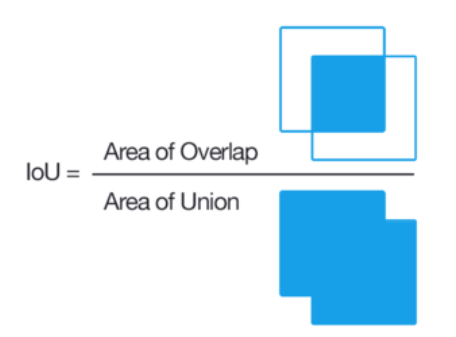 Area of Overlap
IoU =
Area of Union